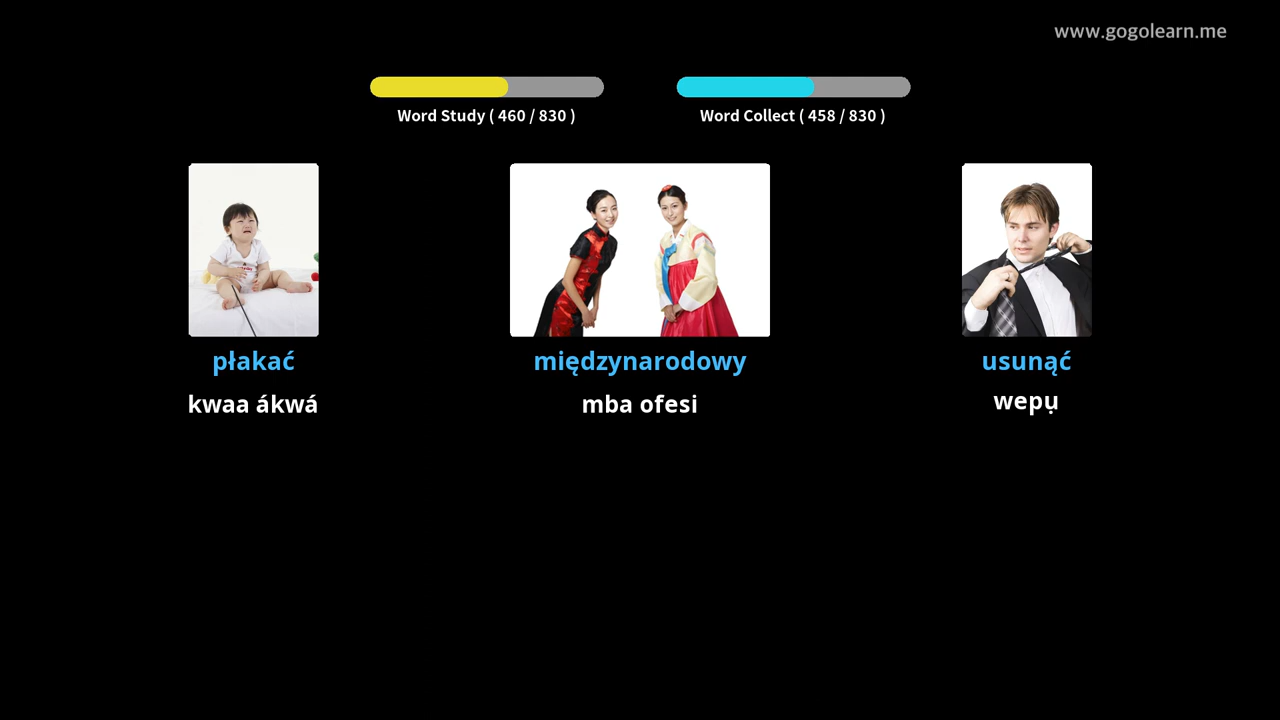 www.gogolearn.me
Word Study ( 460 / 830 )
Word Collect ( 458 / 830 )
płakać
międzynarodowy
usunąć
kwaa ákwá
mba ofesi
wepụ